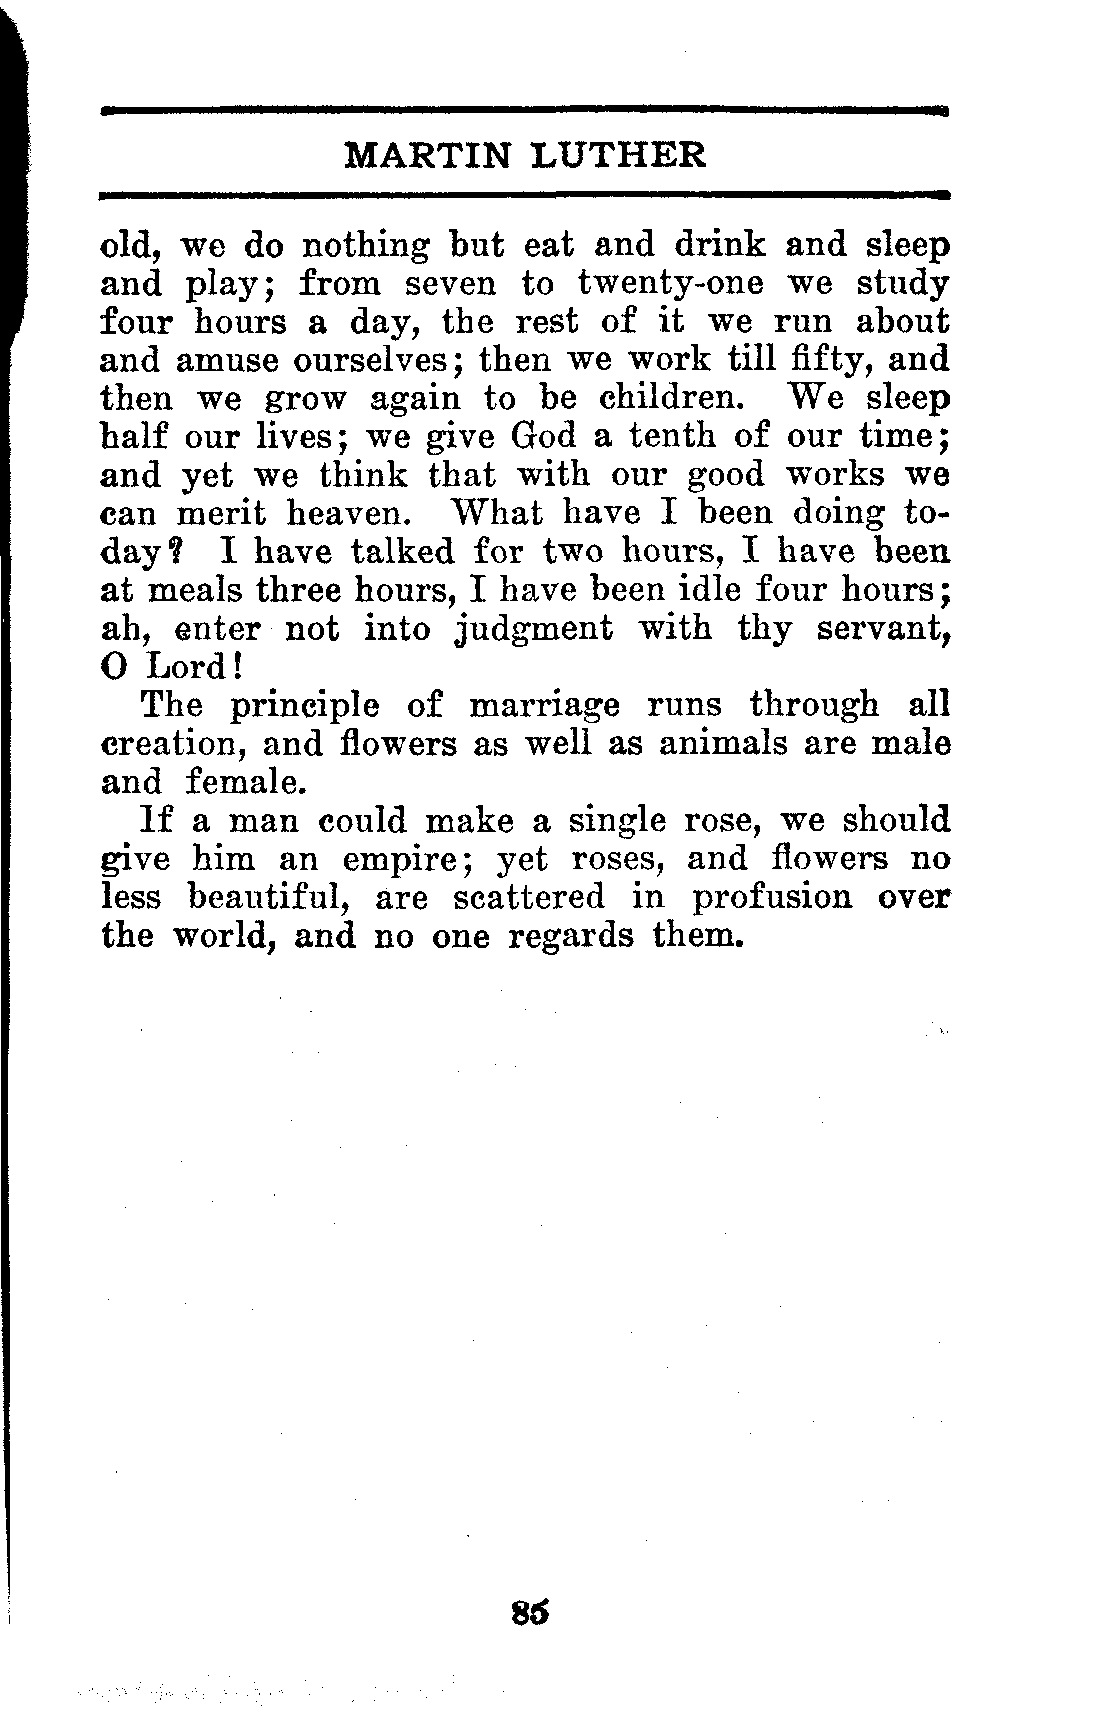 MARTIN LUTHER
old, we do nothing but eat and drink and sleep
and play; from seven to twenty-one we study
four hours a day, the rest of it we run about
and amuse ourselves; then we work till fifty, and
then we grow again to be children. We sleep
half our lives; we give God a tenth of our time;
and yet we think that with our good works we
can merit heaven. What have I been doing to-
day? I have talked for two hours, I have been
at meals three hours, I have been idle four hours;
ah, enter not into judgment with thy servant,
O Lord!
The principle of marriage runs through all
creation, and flowers as well as animals are male
and female.
If a man could make a single rose, we should
give him an empire; yet roses, and flowers no
less beautiful, are scattered in profusion over
the world, and no one regards them.
85